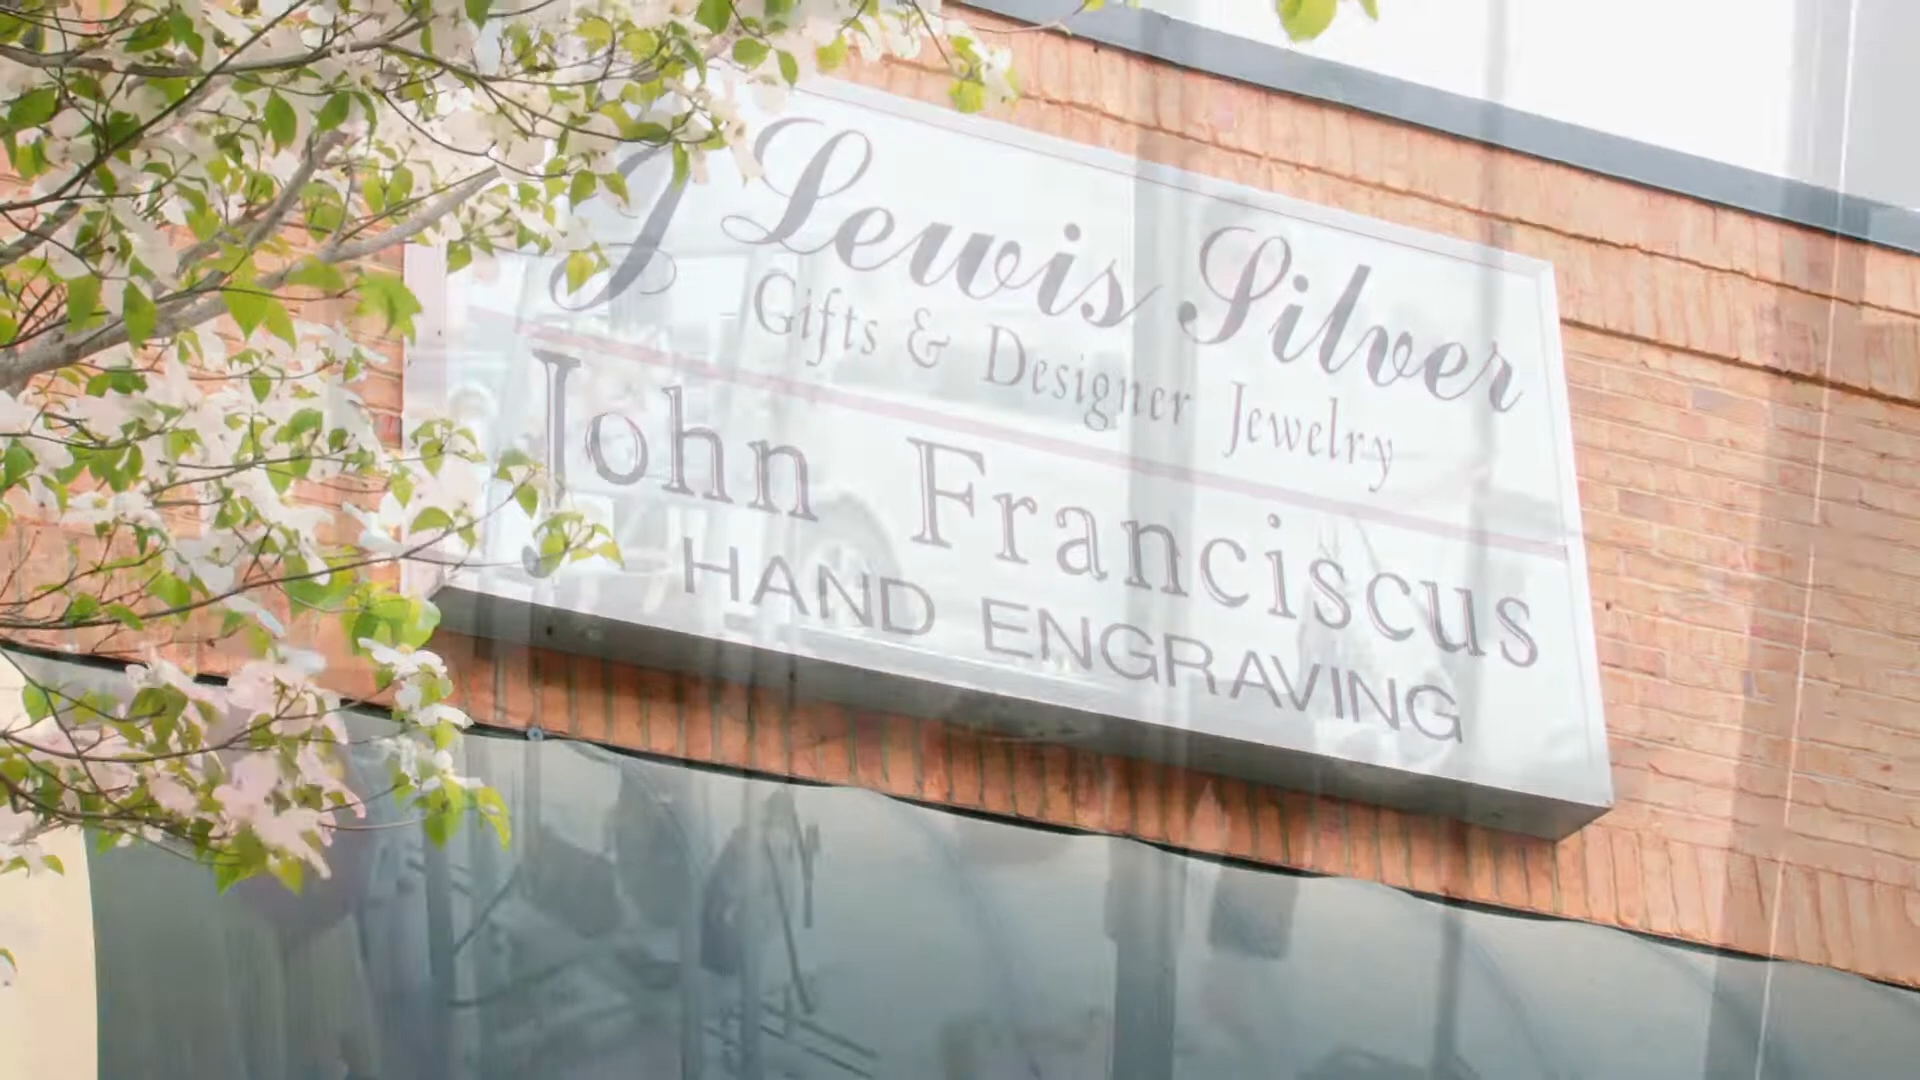 J Lewis Silver
Gifts & Designer Jewelry
John Franciscus
HAND ENGRAVING